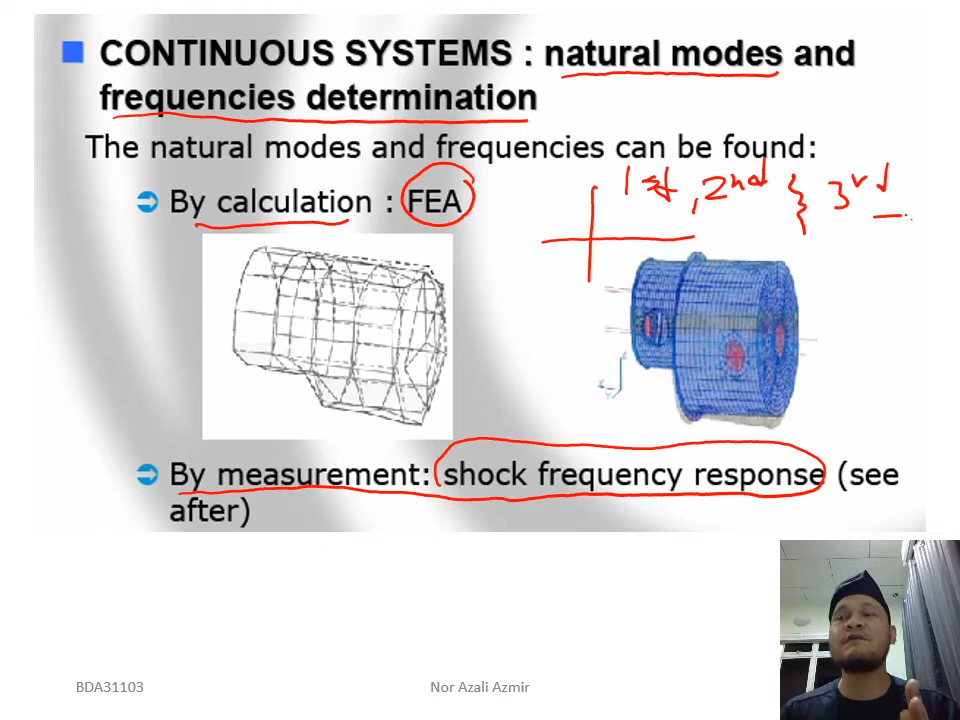 CONTINUOUS SYSTEMS : natural modes and
frequencies determination
The natural modes and frequencies can be found:
By calculation : FEA
1st, 2nd } 3rd
By measurement: shock frequency response (see
after)
BDA31103
Nor Azali Azmir